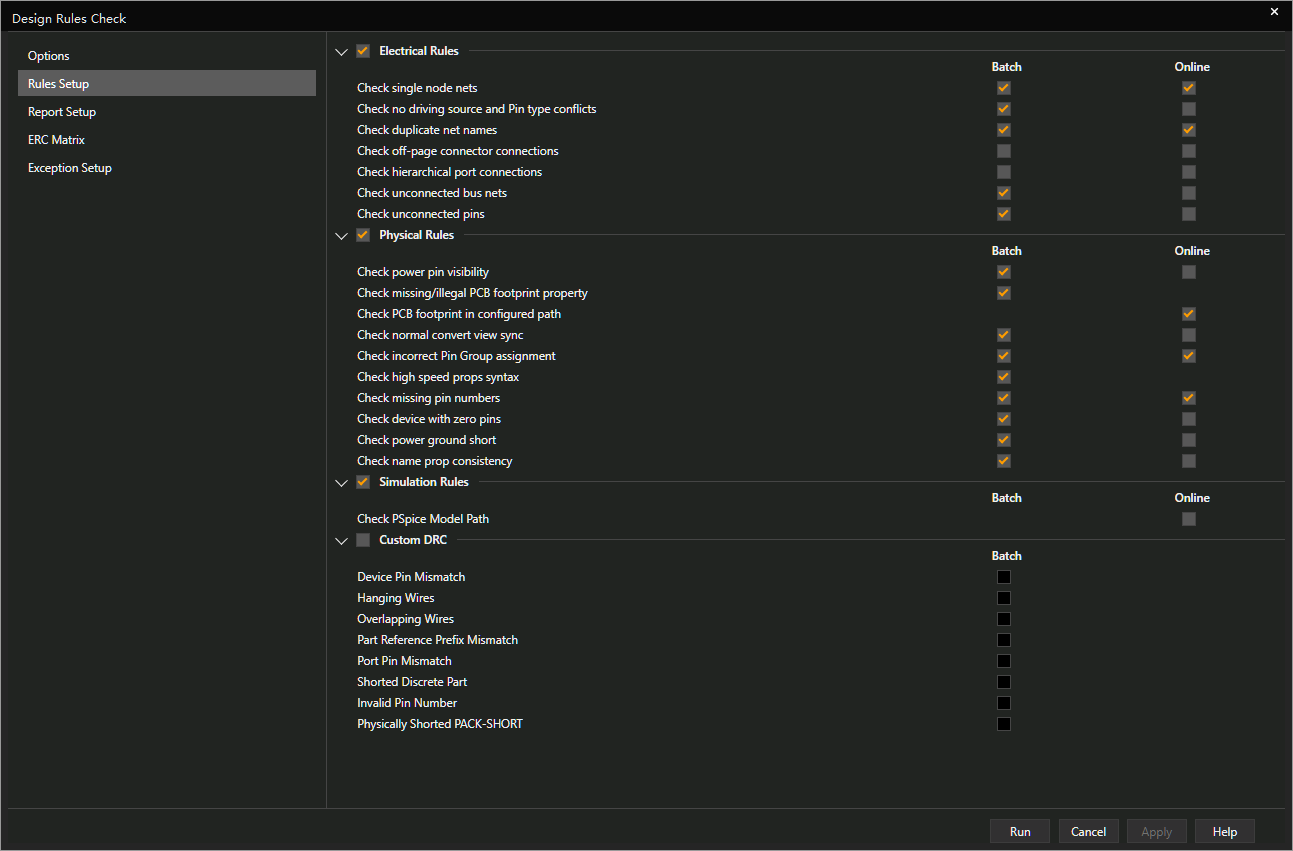 Design Rules Check
Options
Rules Setup
Report Setup
ERC Matrix
Exception Setup
Electrical Rules
Batch Online
Check single node nets
Check no driving source and Pin type conflicts
Check duplicate net names
Check off-page connector connections
Check hierarchical port connections
Check unconnected bus nets
Check unconnected pins
Physical Rules
Batch Online
Check power pin visibility
Check missing/illegal PCB footprint property
Check PCB footprint in configured path
Check normal convert view sync
Check incorrect Pin Group assignment
Check high speed props syntax
Check missing pin numbers
Check device with zero pins
Check power ground short
Check name prop consistency
Simulation Rules
Batch Online
Check PSpice Model Path
Custom DRC
Batch
Device Pin Mismatch
Hanging Wires
Overlapping Wires
Part Reference Prefix Mismatch
Port Pin Mismatch
Shorted Discrete Part
Invalid Pin Number
Physically Shorted PACK-SHORT
Run Cancel Apply Help